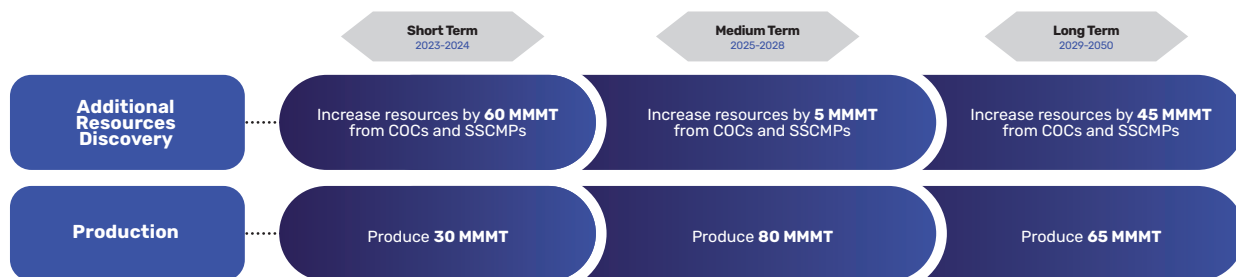 Short Term
2023-2024
Medium Term
2025-2028
Long Term
2029-2050
Additional
Resources
Discovery
Increase resources by 60 MMMT
from COCs and SSCMPs
Increase resources by 5 MMMT
from COCs and SSCMPs
Increase resources by 45 MMMT
from COCs and SSCMPs
Production
Produce 30 MMMT
Produce 80 MMMT
Produce 65 MMMT